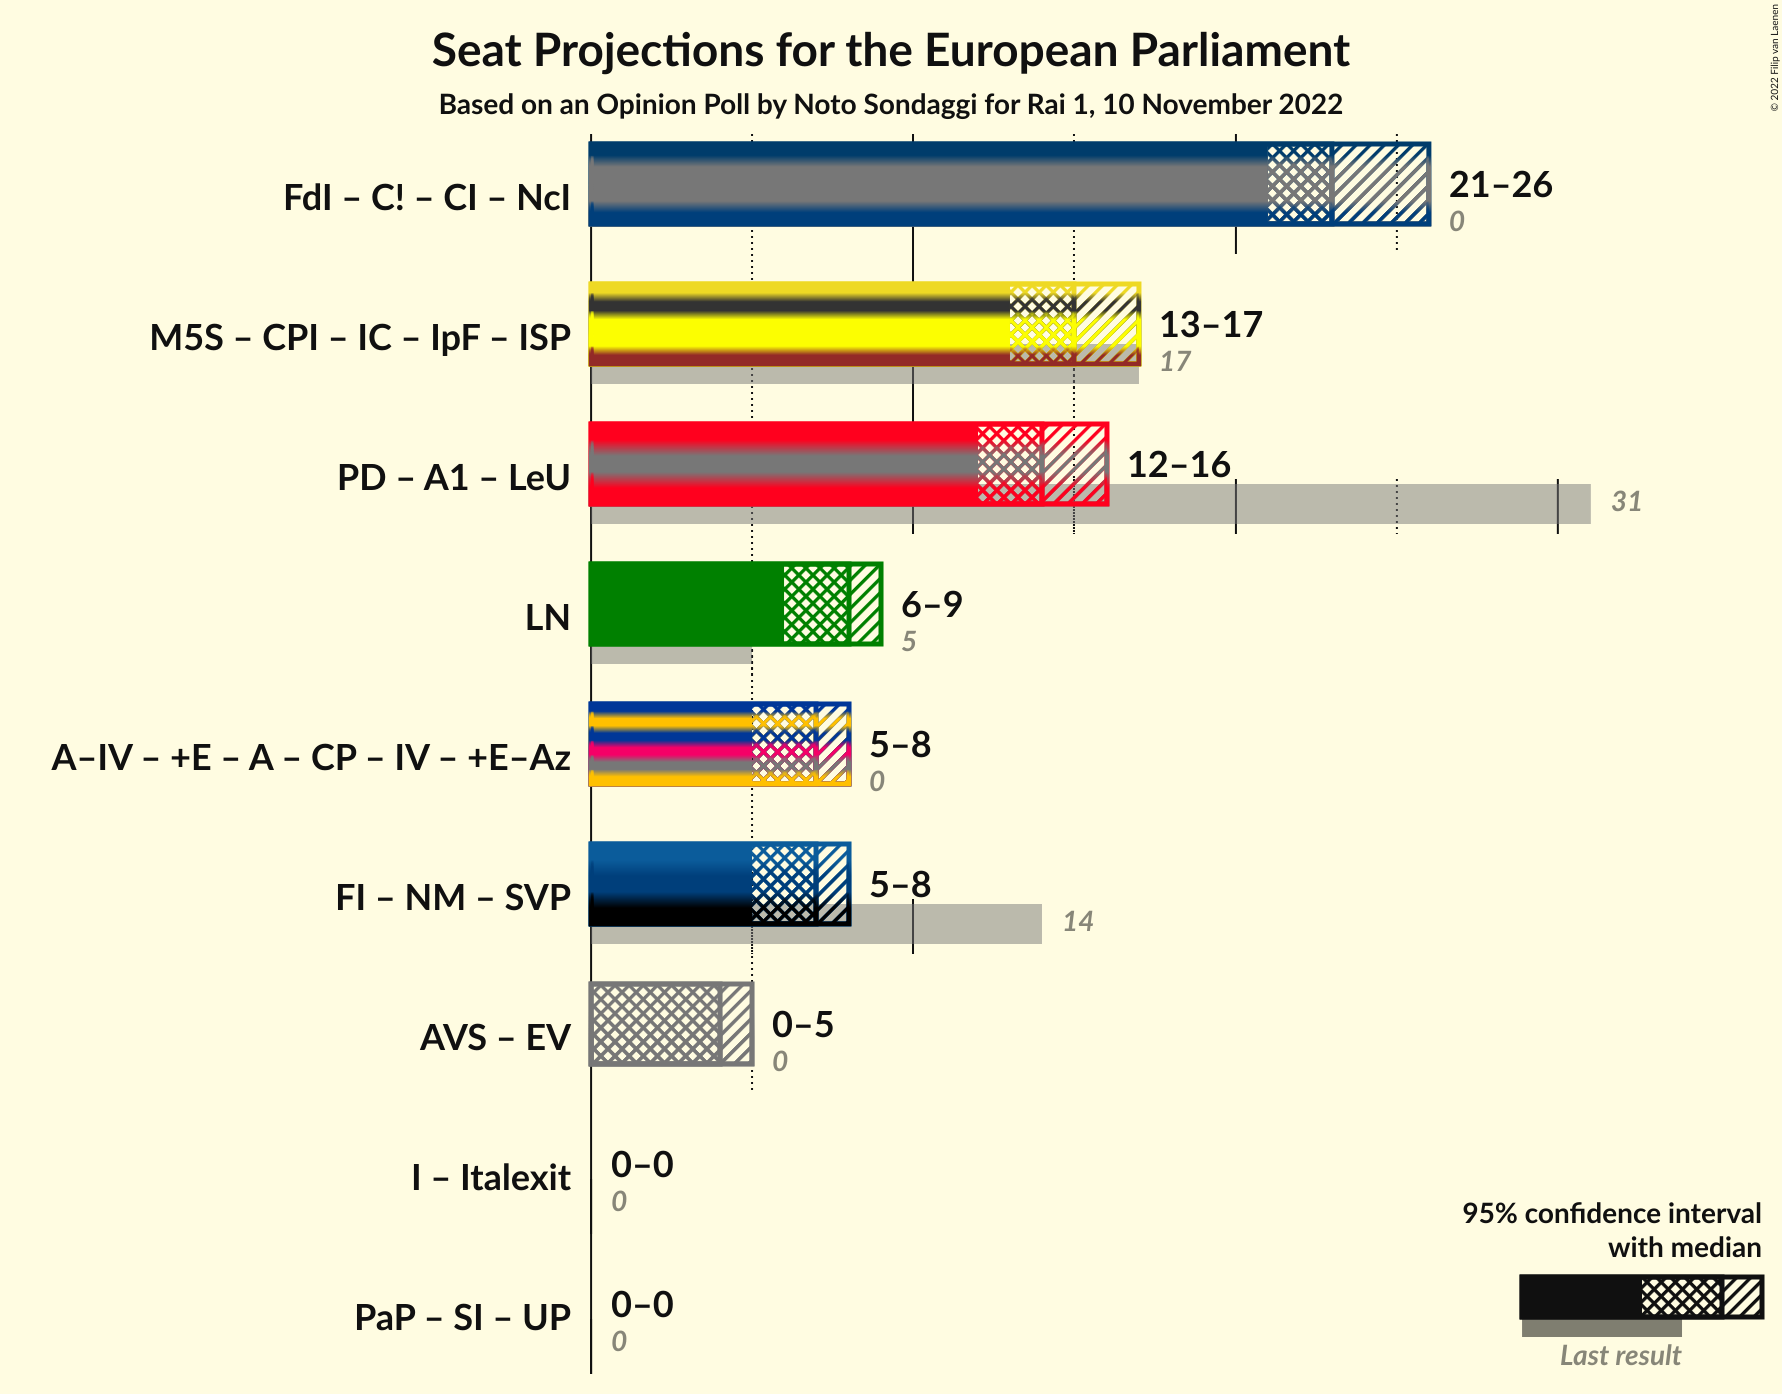 Seat Projections for the European Parliament
Based on an Opinion Poll by Noto Sondaggi for Rai 1, 10 November 2022
© 2022 Filip van Laenen
FdI – C! – CI – NcI
21–26
0
M5S – CPI – IC – IpF – ISP
13–17
17
PD – A1 – LeU
12–16
31
LN
6–9
5
A–IV – +E – A – CP – IV – +E–Az
5–8
0
FI – NM – SVP
5–8
14
AVS – EV
0–5
0
I – Italexit
0–0
0
PaP – SI – UP
0–0
0
95% confidence interval
with median
Last result